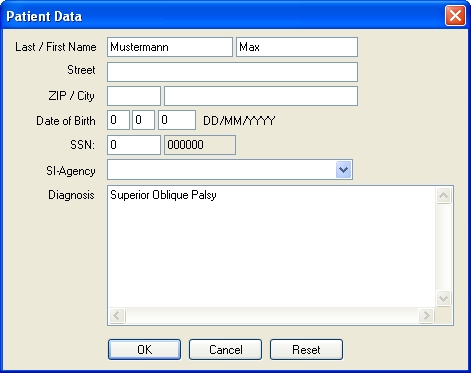 Patient Data
Last / First Name Mustermann Max
Street
ZIP / City
Date of Birth 0 0 0 DD/MM/YYYY
SSN: 0 000000
SI-Agency
Diagnosis Superior Oblique Palsy
OK Cancel Reset